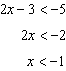 2x − 3 < −5
2x < −2
x < −1